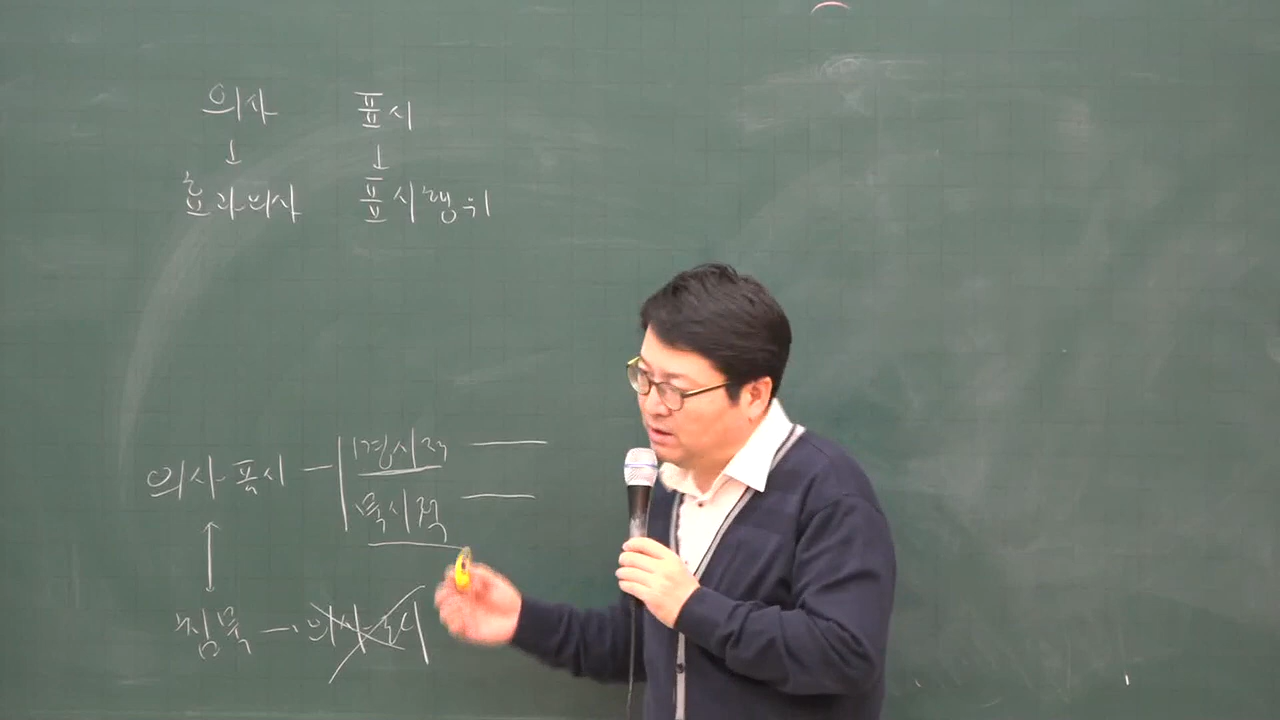 의사 표시
↓ ↓
효과의사 표시행위
명시적
의사표시 —
묵시적
↕
침묵 → 의사표시